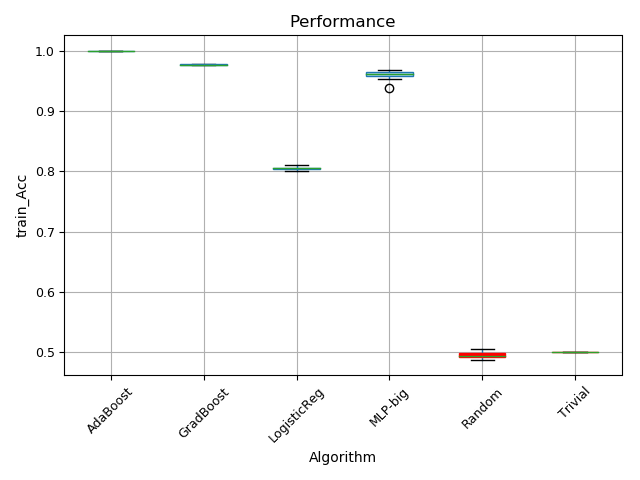 Performance
1.0
0.9
0.8
0.7
0.6
0.5
train_Acc
AdaBoost
GradBoost
LogisticReg
MLP-big
Random
Trivial
Algorithm